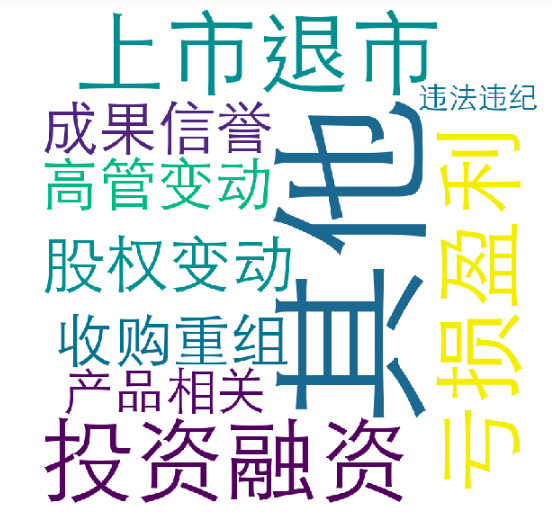 上市退市
违法违纪
成果信誉
高管变动
股权变动
收购重组
产品相关
投资融资
其他
亏损盈利